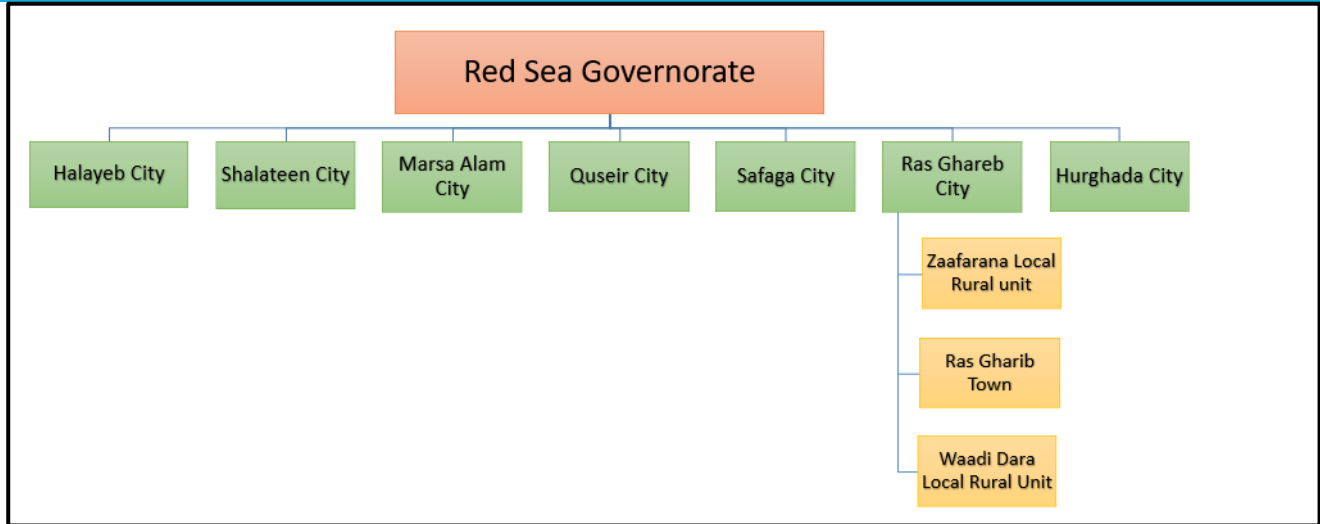 Red Sea Governorate
Halayeb City
Shalateen City
Marsa Alam
City
Quseir City
Safaga City
Ras Ghareb
City
Hurghada City
Zaafarana Local
Rural unit
Ras Gharib
Town
Waadi Dara
Local Rural Unit